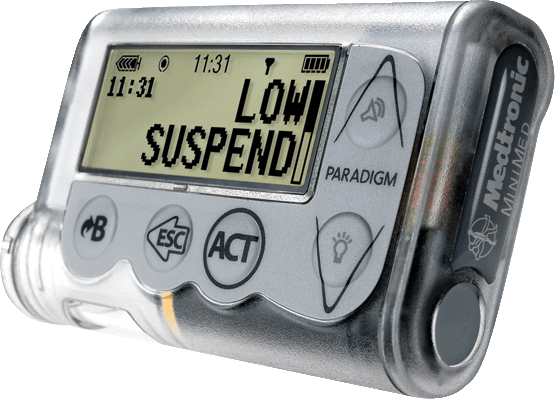 11:31
11:31
LOW
SUSPEND
PARADIGM
B
ESC
ACT
Medtronic
MINIMED